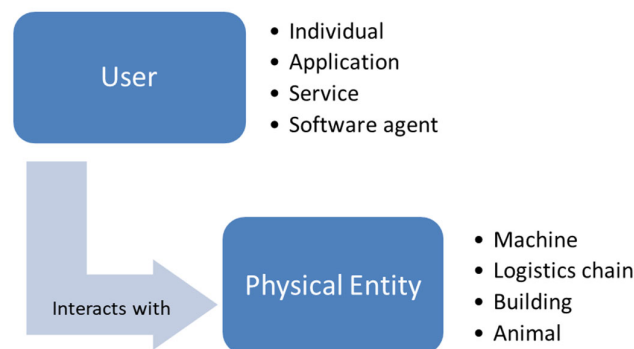 User
• Individual
• Application
• Service
• Software agent
Interacts with
Physical Entity
• Machine
• Logistics chain
• Building
• Animal